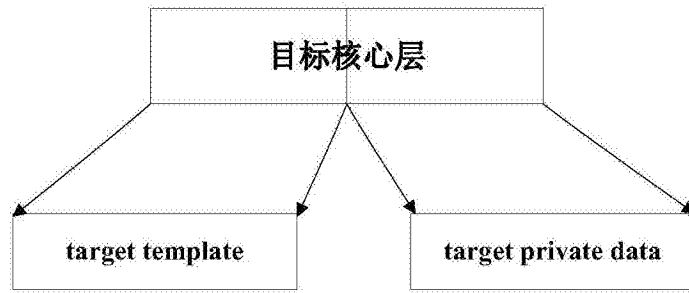 目标核心层
target template
target private data